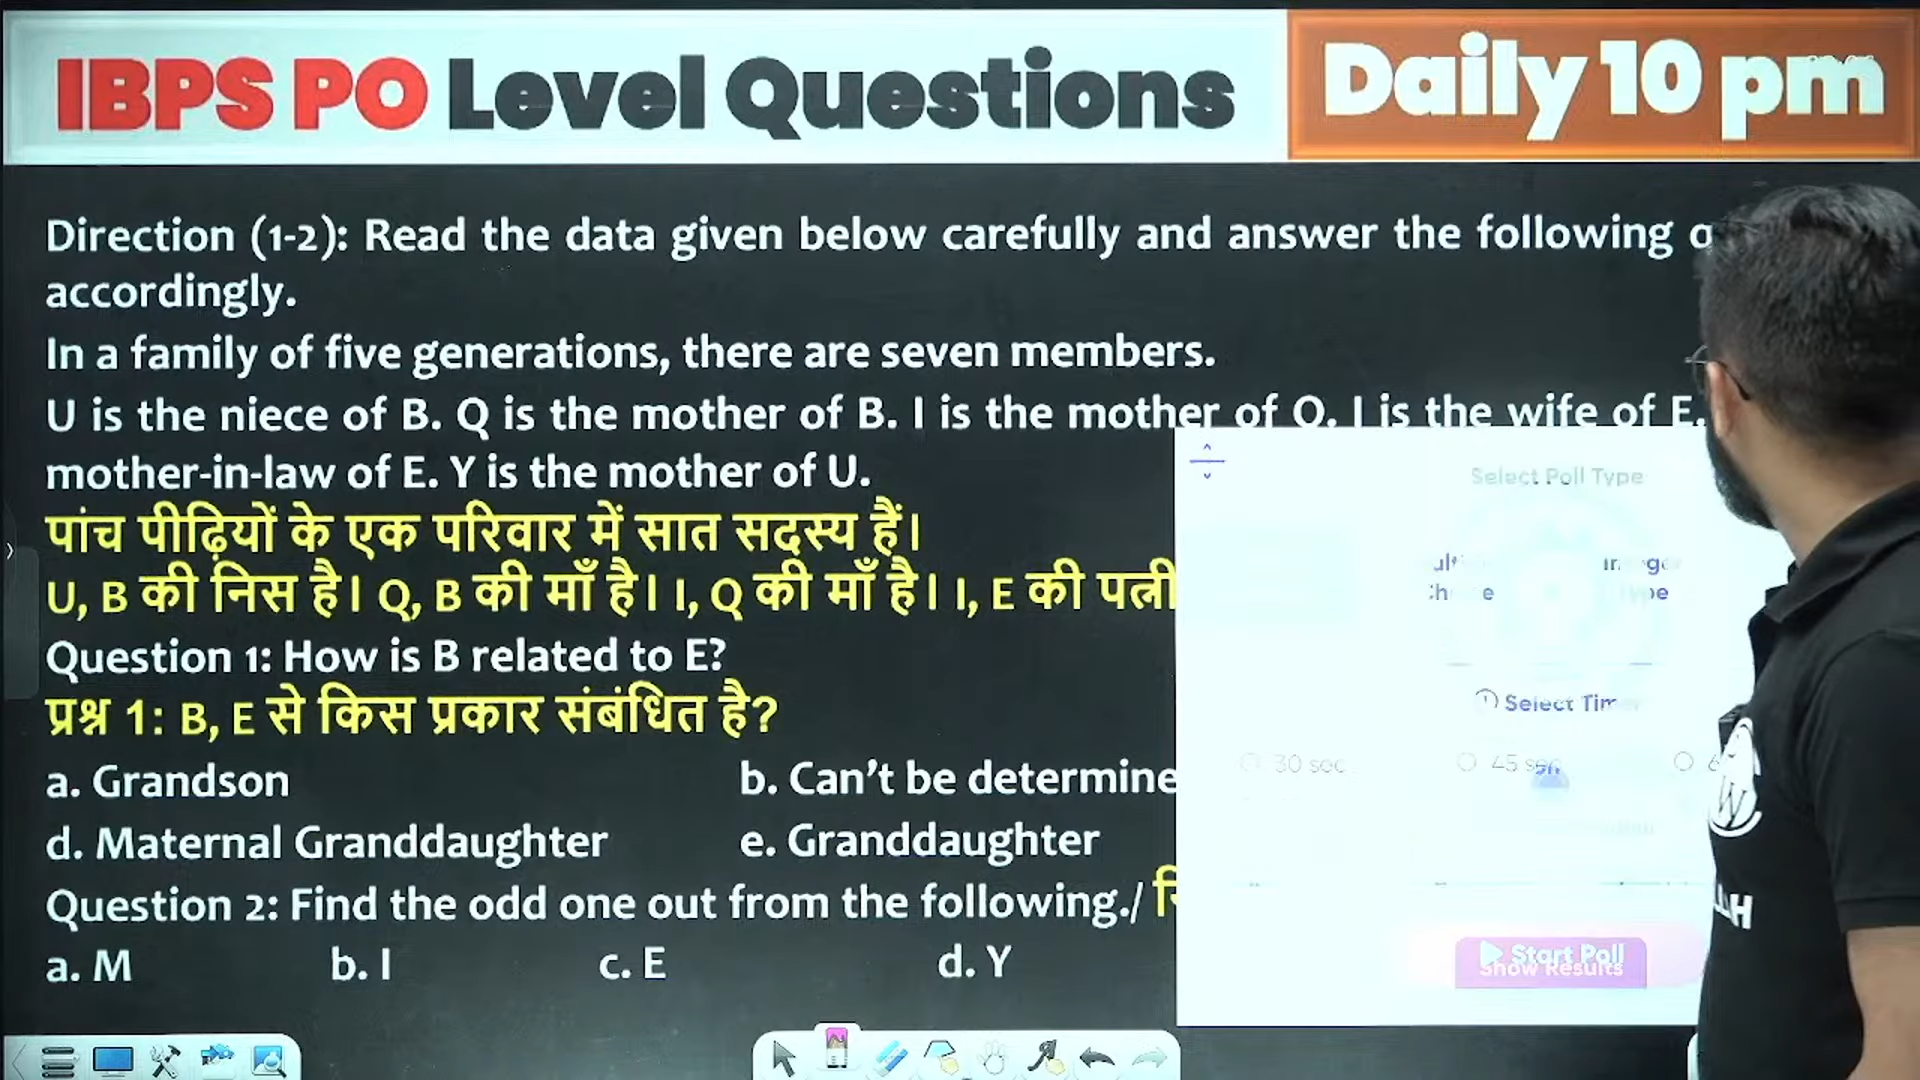 IBPS PO Level Questions
Daily 10 pm
Direction (1-2): Read the data given below carefully and answer the following
accordingly.
In a family of five generations, there are seven members.
U is the niece of B. Q is the mother of B. I is the mother of Q. I is the wife of E.
mother-in-law of E. Y is the mother of U.
पांच पीढ़ियों के एक परिवार में सात सदस्य हैं।
U, B की निस है। Q, B की माँ है। I, Q की माँ है। I, E की पत्नी
Question 1: How is B related to E?
प्रश्न 1: B, E से किस प्रकार संबंधित है?
a. Grandson
b. Can't be determine
d. Maternal Granddaughter
e. Granddaughter
Question 2: Find the odd one out from the following./
a. M
b. I
c. E
d. Y
Select Poll Type
Select Tim
30 sec
45 sec
Start Poll
Show Results
W